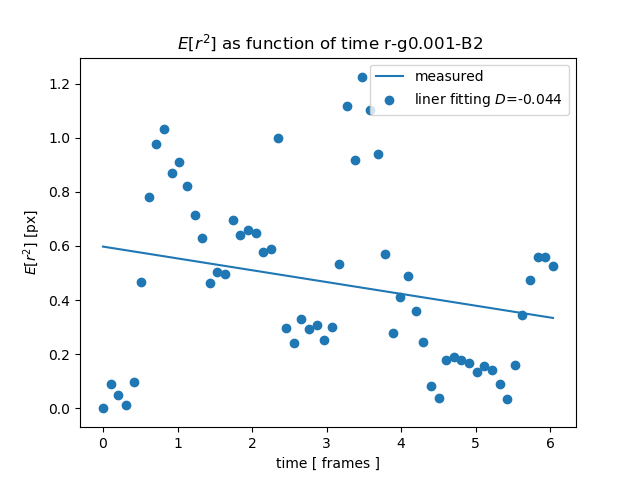 E[r²] as function of time r-g0.001-B2
measured
liner fitting D=-0.044
1.2
1.0
0.8
0.6
0.4
0.2
0.0
E[r²] [px]
0 1 2 3 4 5 6
time [ frames ]